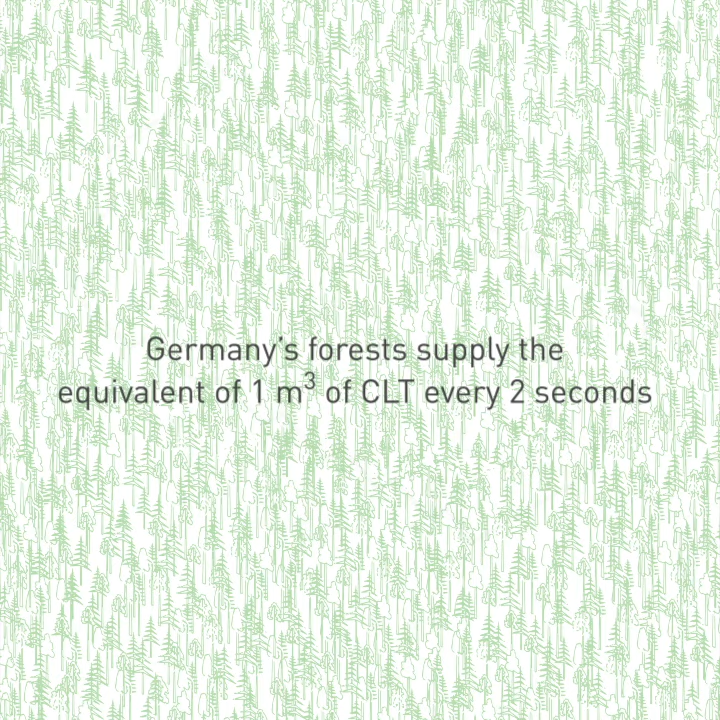 Germany's forests supply the
equivalent of 1 m³ of CLT every 2 seconds